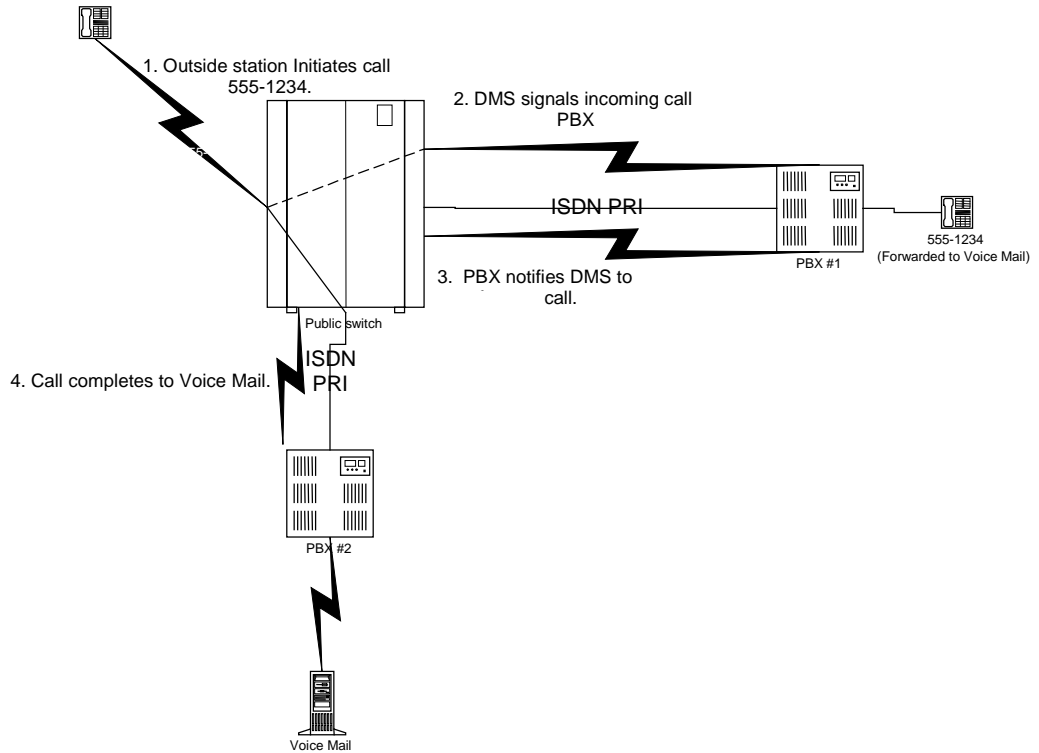 1. Outside station Initiates call
555-1234.
2. DMS signals incoming call
PBX
ISDN PRI
555-1234
(Forwarded to Voice Mail)
PBX #1
3. PBX notifies DMS to
call.
Public switch
ISDN
PRI
4. Call completes to Voice Mail.
PBX #2
Voice Mail